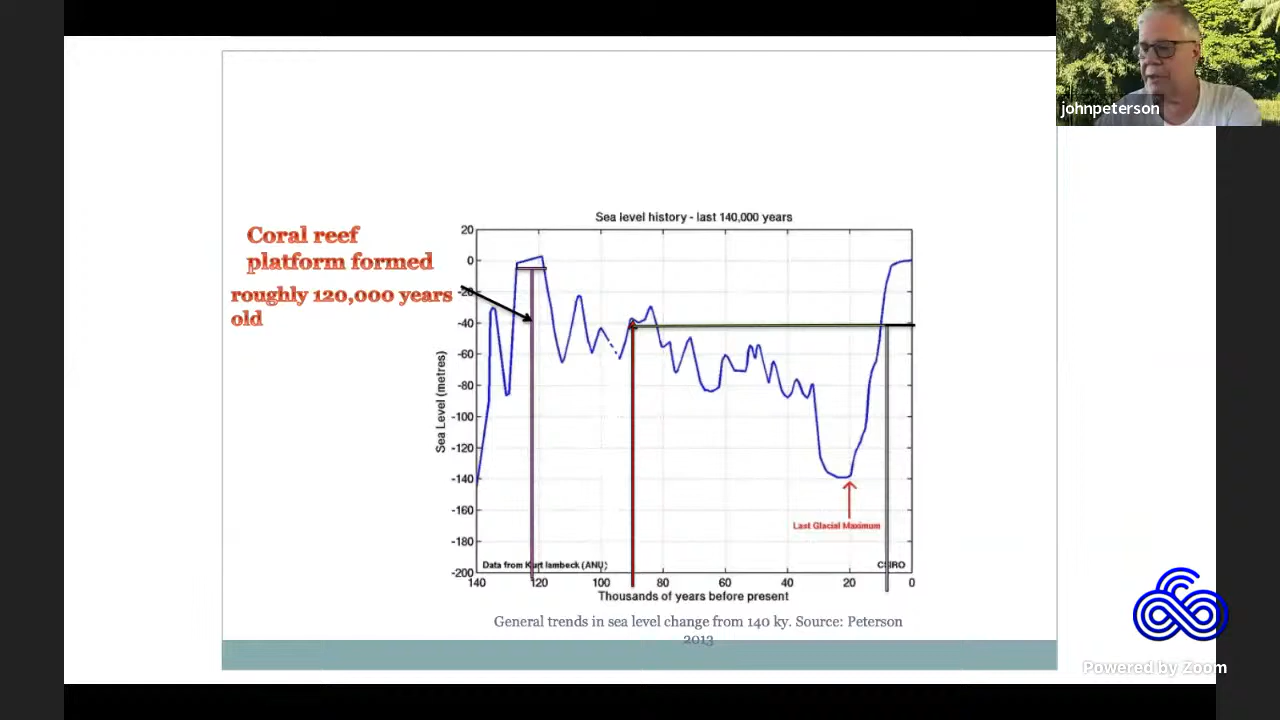 johnpeterson
Sea level history - last 140,000 years
Coral reef
platform formed
roughly 120,000 years
old
20
0
-20
-40
-60
-80
-100
-120
-140
-160
-180
-200
Sea Level (metres)
Last Glacial Maximum
Data from Kurt lambeck (ANU)
CSIRO
140 120 100 80 60 40 20 0
Thousands of years before present
General trends in sea level change from 140 ky. Source: Peterson
2013
Powered by Zoom